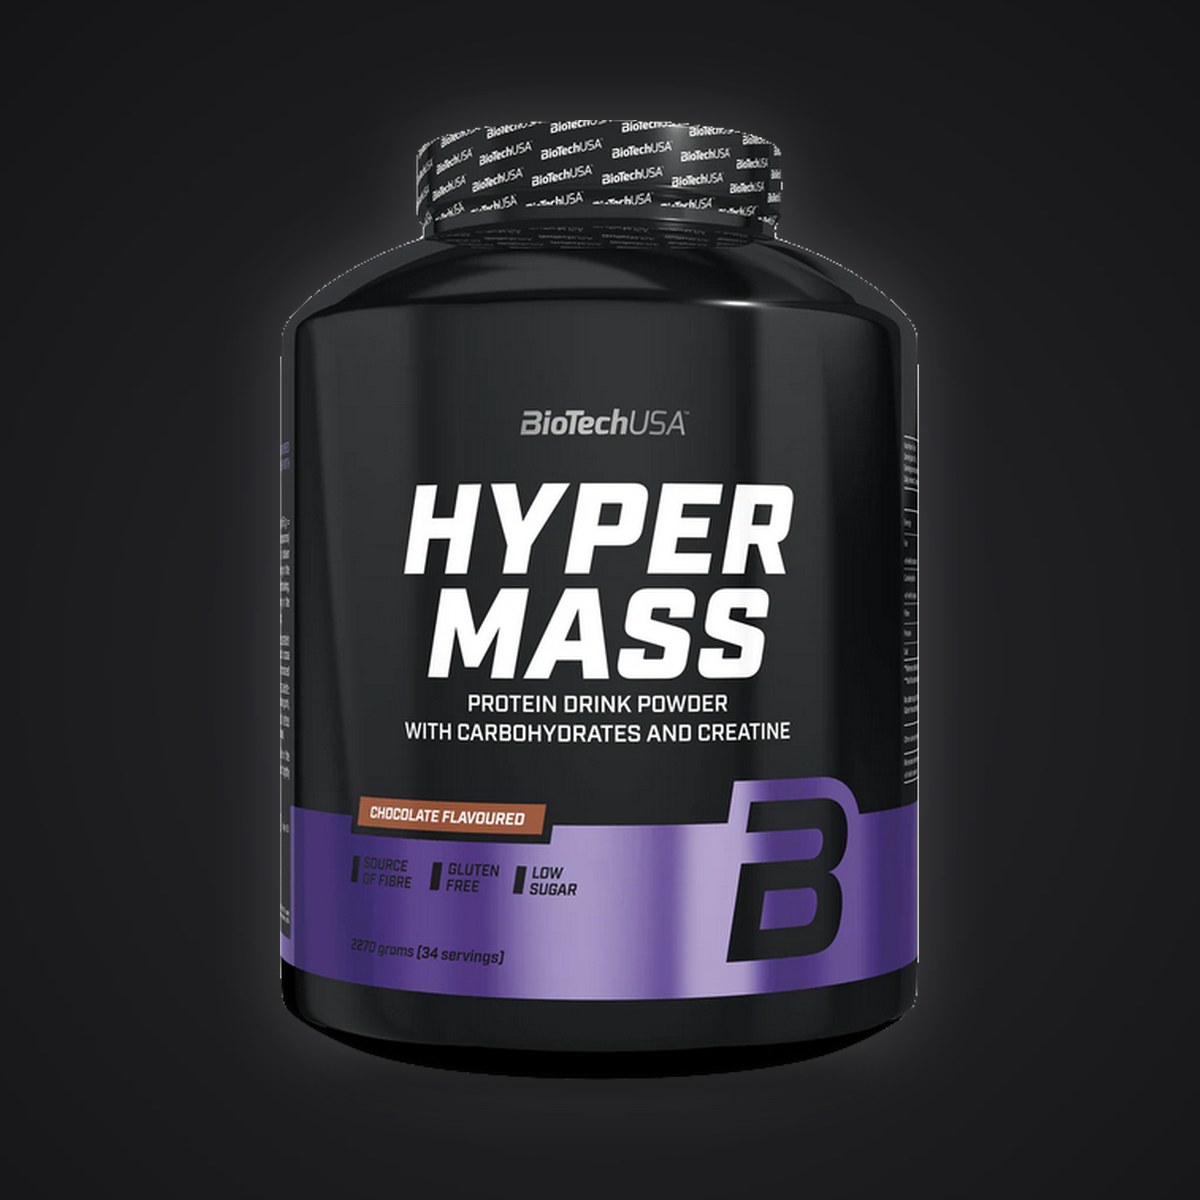 BioTechUSA
BioTechUSA™
HYPER
MASS
PROTEIN DRINK POWDER
WITH CARBOHYDRATES AND CREATINE
CHOCOLATE FLAVOURED
SOURCE
OF FIBRE
GLUTEN
FREE
LOW
SUGAR
2270 grams (34 servings)
B